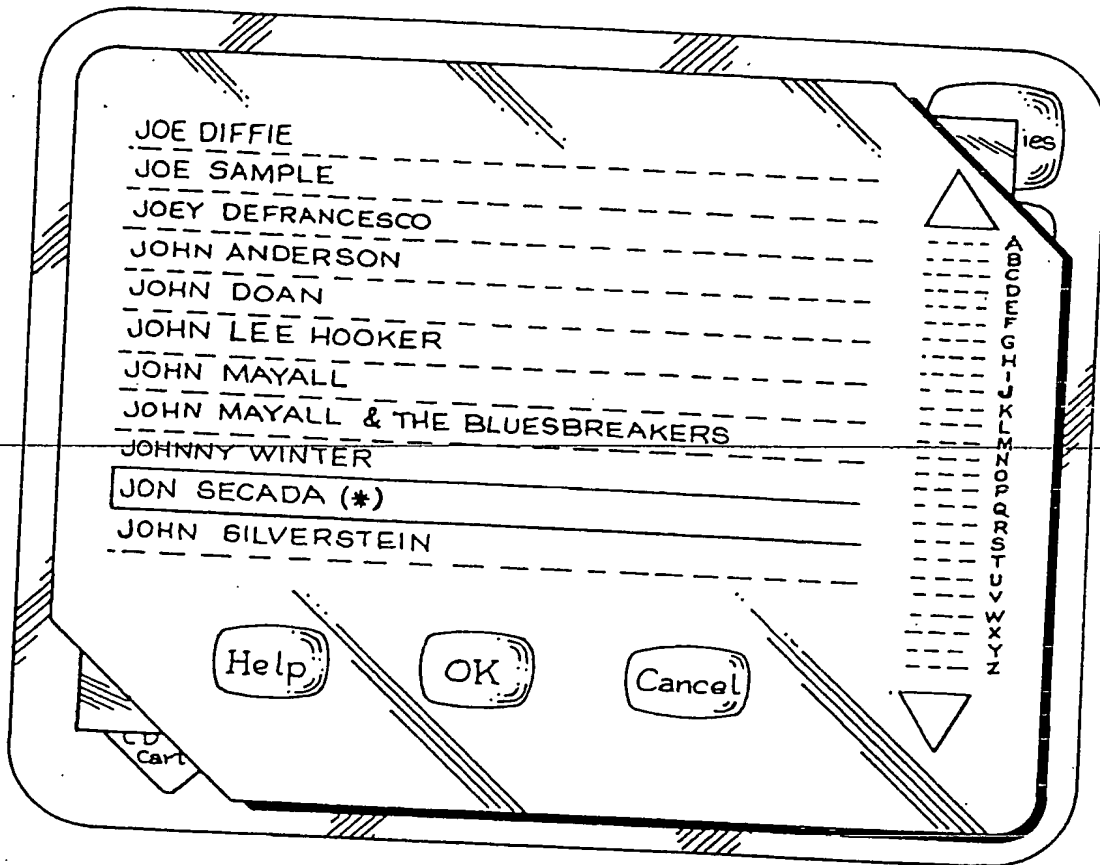 JOE DIFFIE
JOE SAMPLE
JOEY DEFRANCESCO
JOHN ANDERSON
JOHN DOAN
JOHN LEE HOOKER
JOHN MAYALL
JOHN MAYALL & THE BLUESBREAKERS
JOHNNY WINTER
JON SECADA (*)
JOHN SILVERSTEIN
ies
A
B
C
D
E
F
G
H
I
J
K
L
M
N
O
P
Q
R
S
T
U
V
W
X
Y
Z
Help
OK
Cancel
CD
Cart